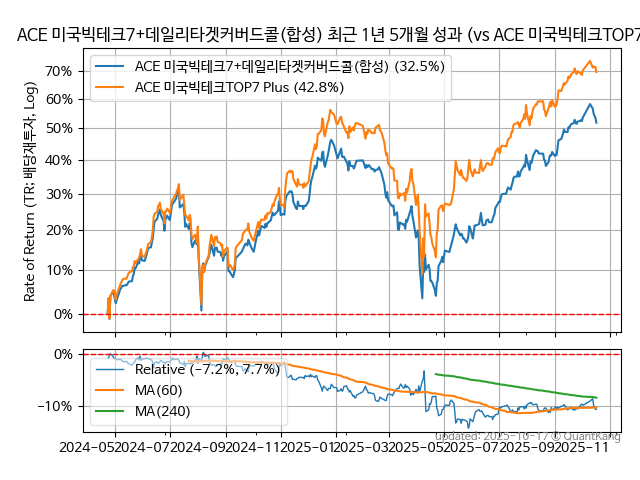 ACE 미국빅테크7+데일리타겟커버드콜(합성) 최근 1년 5개월 성과 (vs ACE 미국빅테크TOP7
Rate of Return (TR: 배당재투자, Log)
70%
60%
50%
40%
30%
20%
10%
0%
ACE 미국빅테크7+데일리타겟커버드콜(합성) (32.5%)
ACE 미국빅테크TOP7 Plus (42.8%)
0%
−10%
Relative (−7.2%, 7.7%)
MA(60)
MA(240)
updated: 2025-10-17 © QuantKang
2024-05 2024-07 2024-09 2024-11 2025-01 2025-03 2025-05 2025-07 2025-09 2025-11